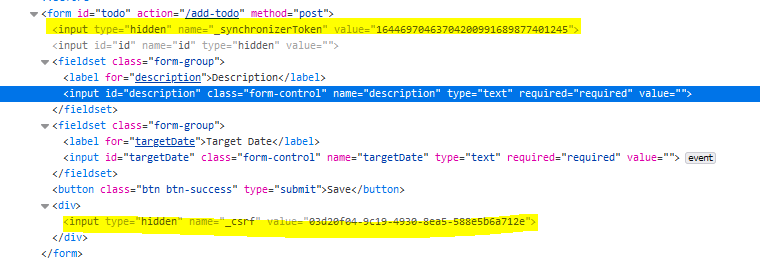 <form id="todo" action="/add-todo" method="post">
<input type="hidden" name="_synchronizerToken" value="16446970463704200991689877401245">
<input id="id" name="id" type="hidden" value="">
<fieldset class="form-group">
<label for="description">Description</label>
<input id="description" class="form-control" name="description" type="text" required="required" value="">
</fieldset>
<fieldset class="form-group">
<label for="targetDate">Target Date</label>
<input id="targetDate" class="form-control" name="targetDate" type="text" required="required" value=""> event
</fieldset>
<button class="btn btn-success" type="submit">Save</button>
<div>
<input type="hidden" name="_csrf" value="03d20f04-9c19-4930-8ea5-588e5b6a712e">
</div>
</form>